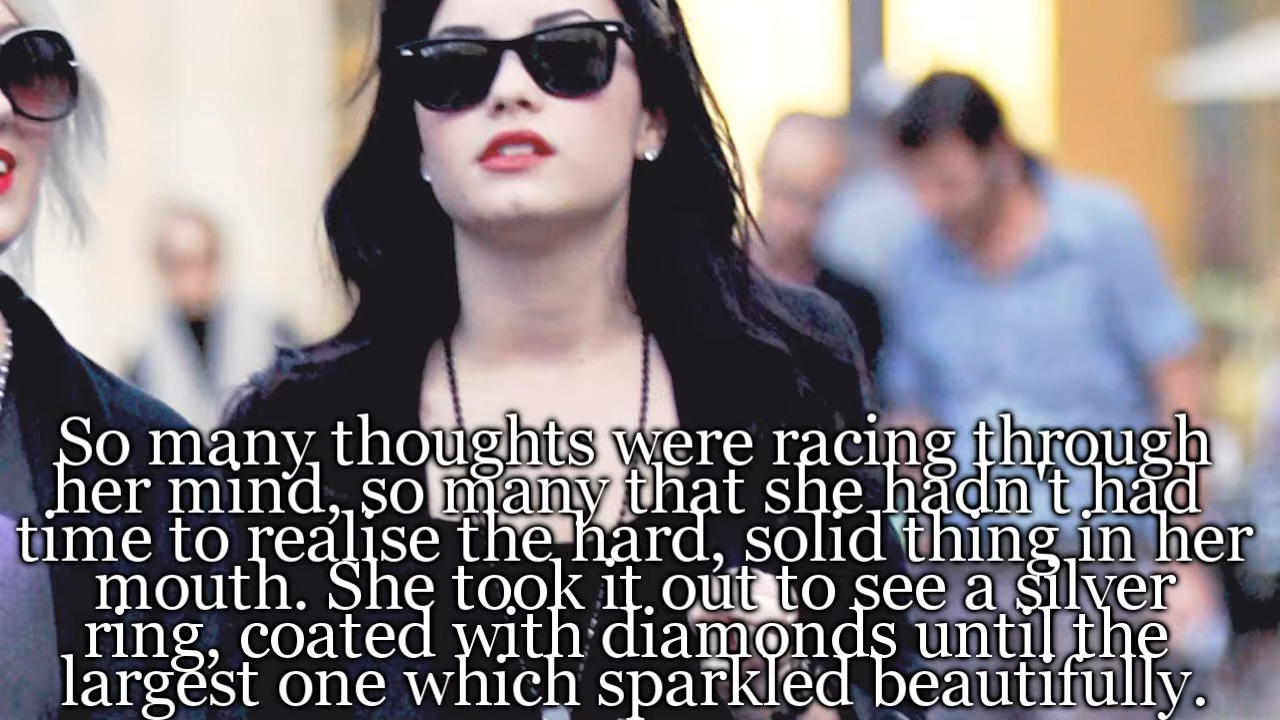 So many thoughts were racing through
her mind, so many that she hadn't had
time to realise the hard, solid thing in her
mouth. She took it out to see a silver
ring, coated with diamonds until the
largest one which sparkled beautifully.